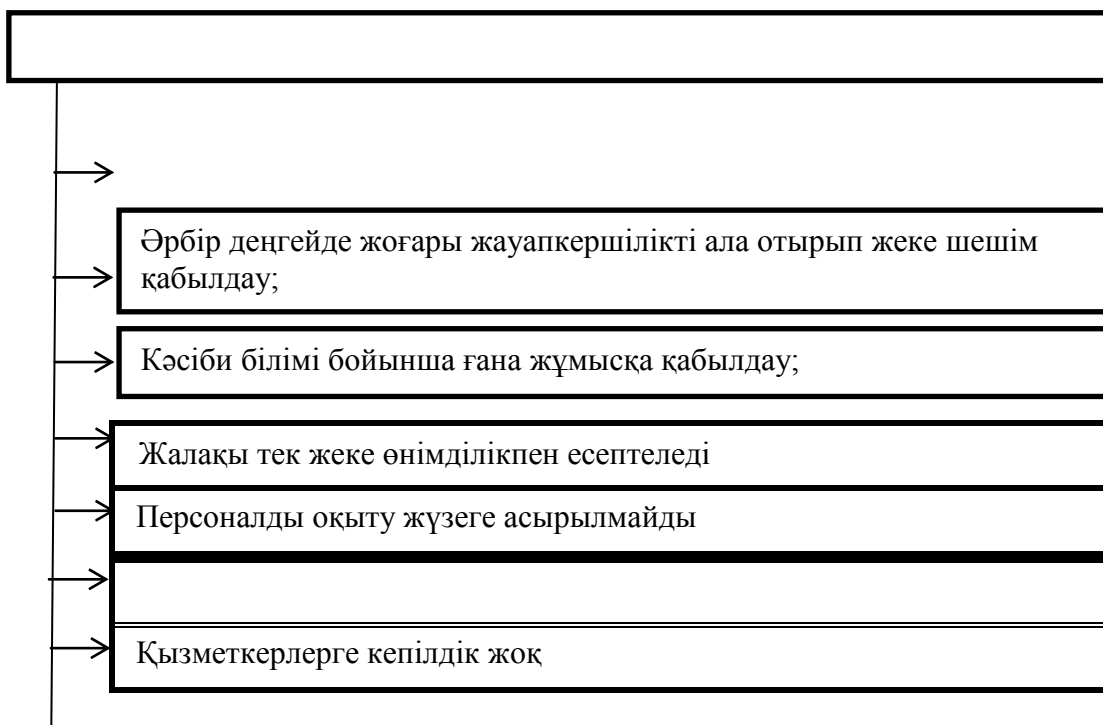 Әрбір деңгейде жоғары жауапкершілікті ала отырып жеке шешім
қабылдау;
Кәсіби білімі бойынша ғана жұмысқа қабылдау;
Жалақы тек жеке өнімділікпен есептеледі
Персоналды оқыту жүзеге асырылмайды
Қызметкерлерге кепілдік жоқ